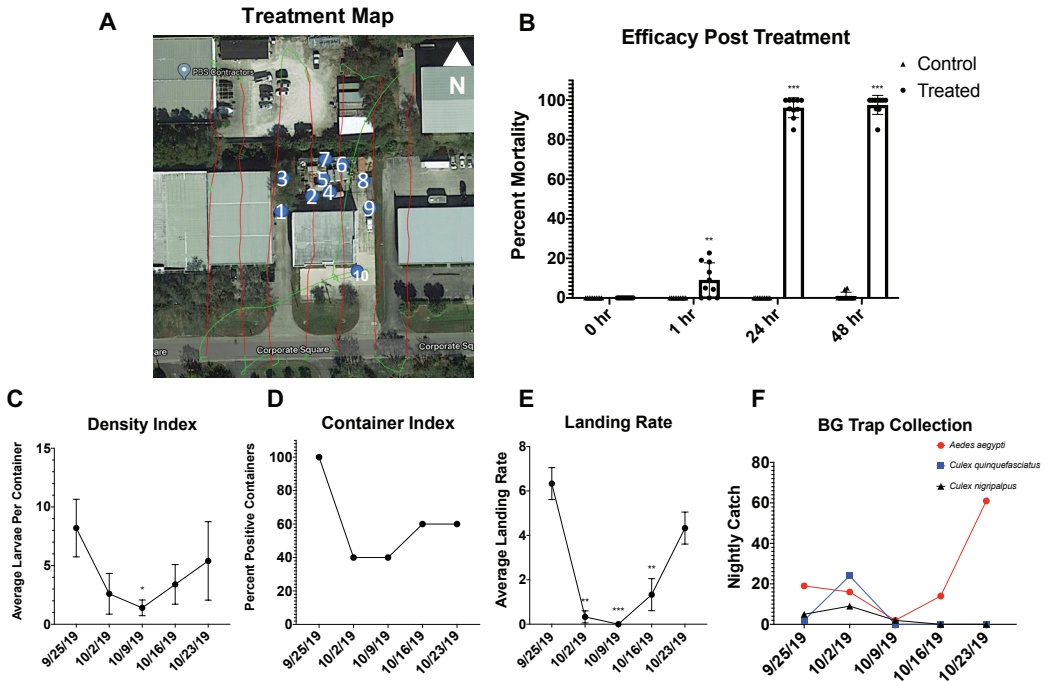 A
Treatment Map
PBS Contractors
N
3
7
6
5
8
2
4
1
9
10
Corporate Square
Corporate Sq
are
B
Efficacy Post Treatment
Control
Treated
Percent Mortality
100
80
60
40
20
0
**
***
***
0 hr
1 hr
24 hr
48 hr
C
Density Index
Average Larvae Per Container
15
10
5
0
*
9/25/19
10/2/19
10/9/19
10/16/19
10/23/19
D
Container Index
Percent Positive Containers
100
80
60
40
20
0
9/25/19
10/2/19
10/9/19
10/16/19
10/23/19
E
Landing Rate
Average Landing Rate
8
6
4
2
0
**
***
**
9/25/19
10/2/19
10/9/19
10/16/19
10/23/19
F
BG Trap Collection
Aedes aegypti
Culex quinquefasciatus
Culex nigripalpus
Nightly Catch
80
60
40
20
0
9/25/19
10/2/19
10/9/19
10/16/19
10/23/19